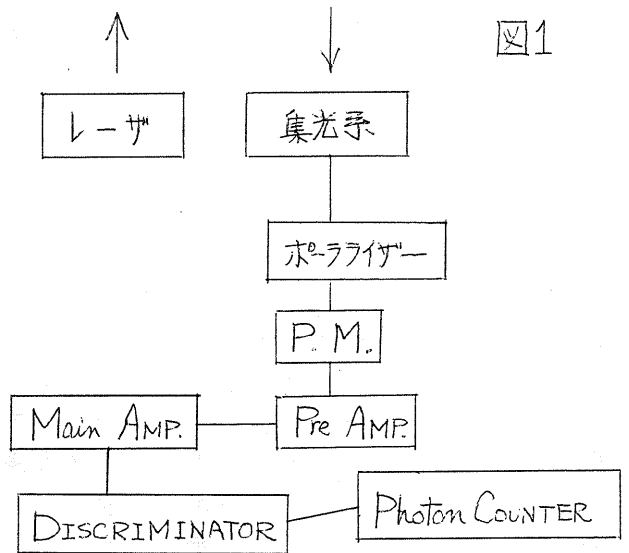 図1
レーザ
集光系
ポーラライザー
P. M.
Main AMP.
Pre AMP.
DISCRIMINATOR
Photon COUNTER